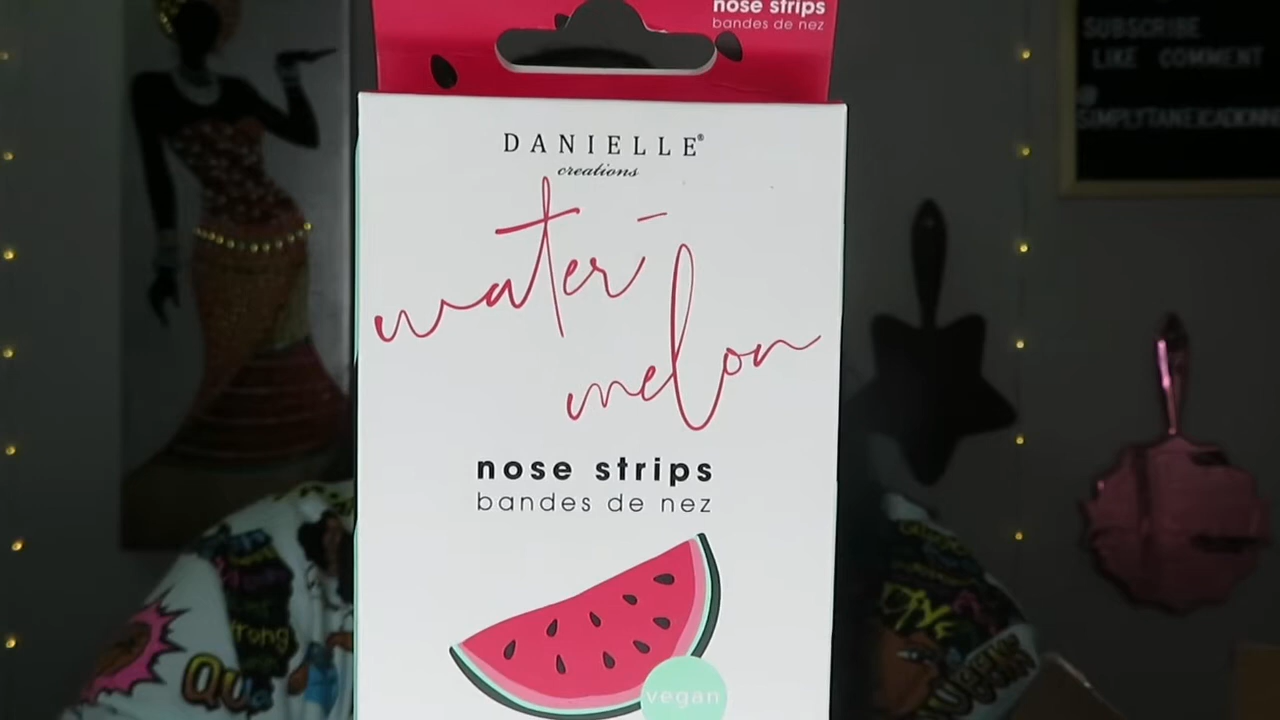 nose strips
bandes de nez
SUBSCRIBE
LIKE COMMENT
@
DANIELLE®
creations
water-
melon
nose strips
bandes de nez
vegan